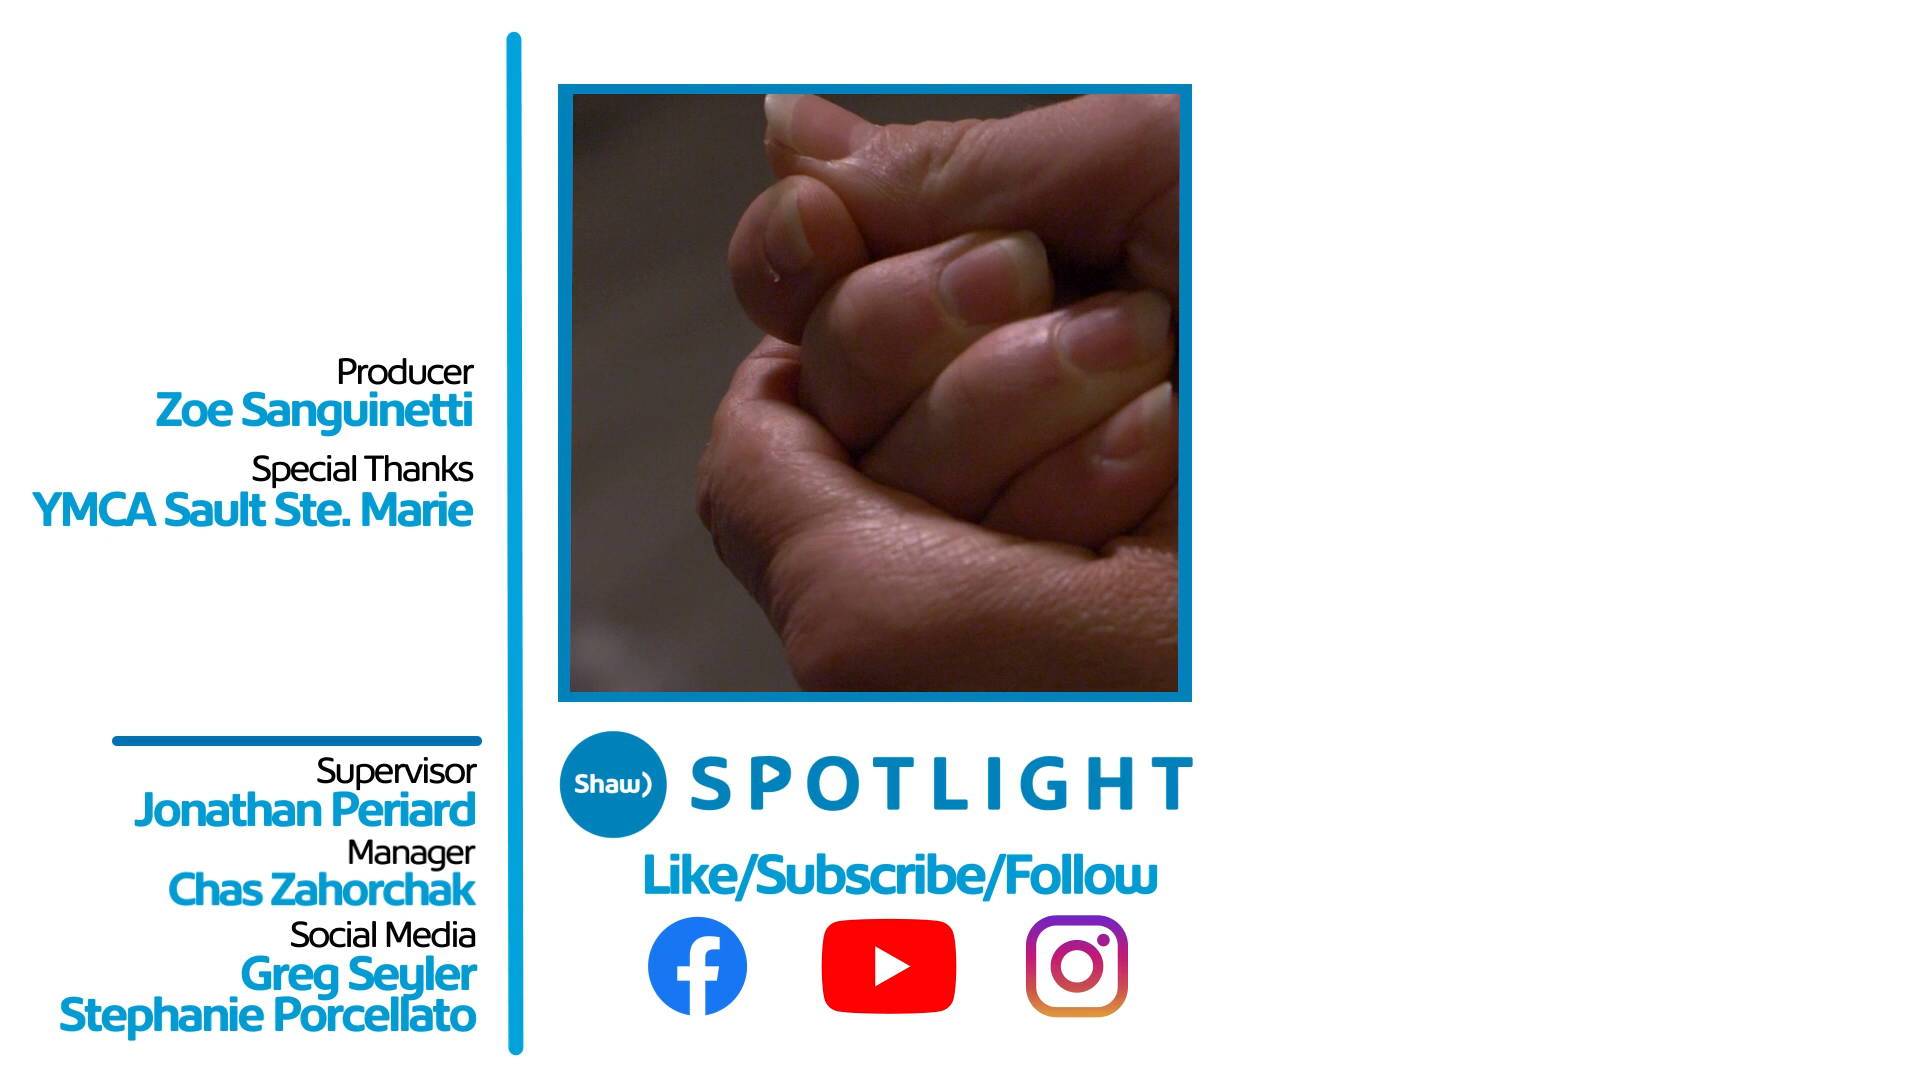 Producer
Zoe Sanguinetti
Special Thanks
YMCA Sault Ste. Marie
Supervisor
Jonathan Periard
Manager
Chas Zahorchak
Social Media
Greg Seyler
Stephanie Porcellato
Shaw)
SPOTLIGHT
Like/Subscribe/Follow